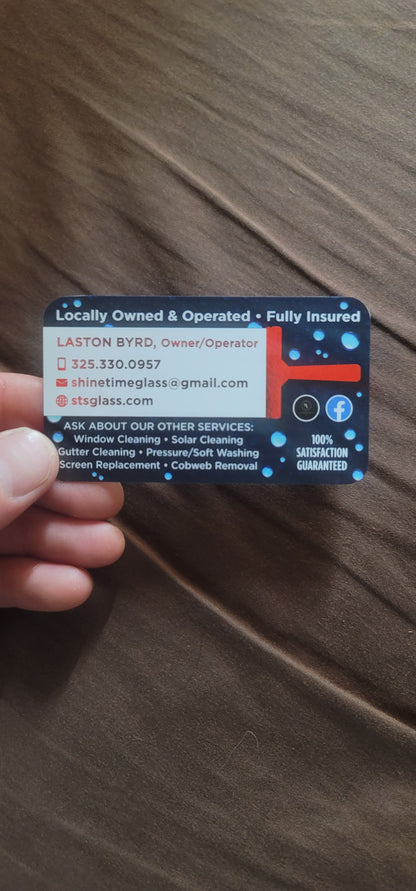 Locally Owned & Operated • Fully Insured
LASTON BYRD, Owner/Operator
325.330.0957
shinetimeglass@gmail.com
stsglass.com
ASK ABOUT OUR OTHER SERVICES:
Window Cleaning • Solar Cleaning
Gutter Cleaning • Pressure/Soft Washing
Screen Replacement • Cobweb Removal
100%
SATISFACTION
GUARANTEED